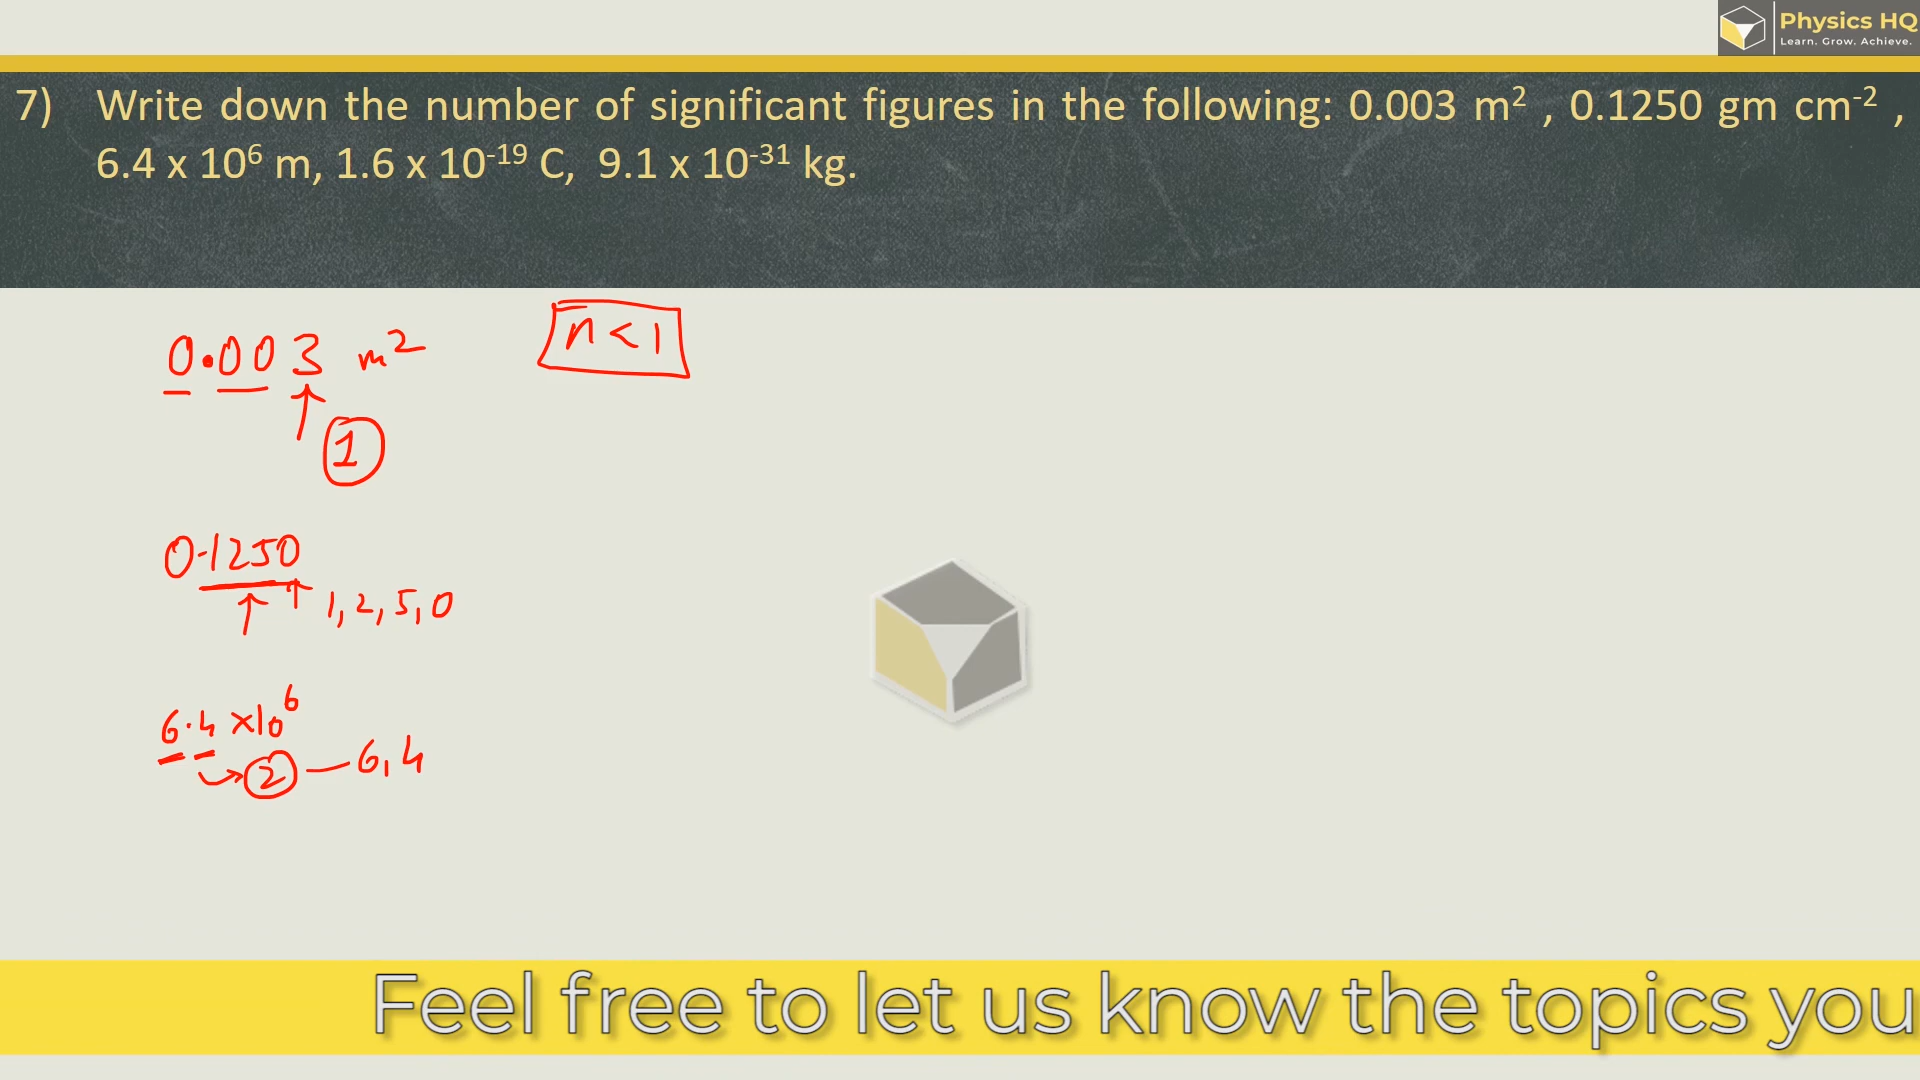 Physics HQ
Learn. Grow. Achieve.
7) Write down the number of significant figures in the following: 0.003 m² , 0.1250 gm cm⁻² ,
6.4 x 10⁶ m, 1.6 x 10⁻¹⁹ C, 9.1 x 10⁻³¹ kg.
0.003 m²
n < 1
1
0.1250
1, 2, 5, 0
6.4 ×10⁶
2 — 6, 4
Feel free to let us know the topics you